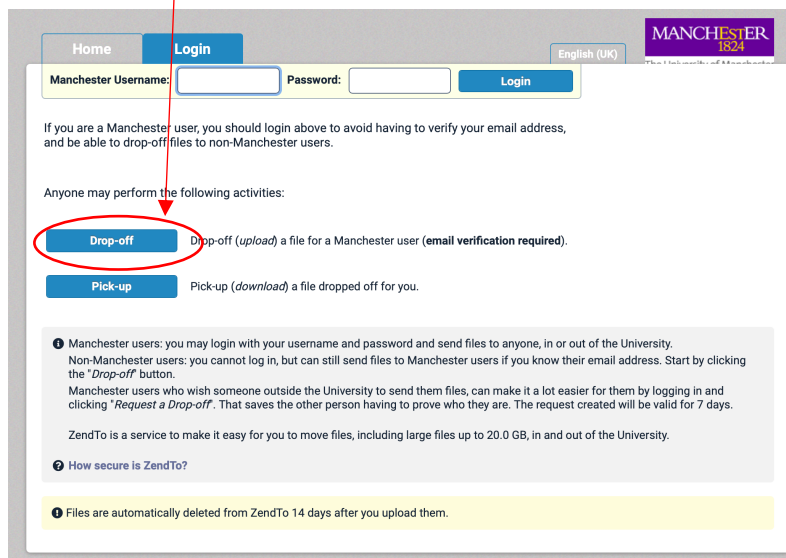 Home
Login
English (UK)
MANCHESTER
1824
The University of Manchester
Manchester Username:
Password:
Login
If you are a Manchester user, you should login above to avoid having to verify your email address,
and be able to drop-off files to non-Manchester users.
Anyone may perform the following activities:
Drop-off
Drop-off (upload) a file for a Manchester user (email verification required).
Pick-up
Pick-up (download) a file dropped off for you.
Manchester users: you may login with your username and password and send files to anyone, in or out of the University.
Non-Manchester users: you cannot log in, but can still send files to Manchester users if you know their email address. Start by clicking
the "Drop-off" button.
Manchester users who wish someone outside the University to send them files, can make it a lot easier for them by logging in and
clicking "Request a Drop-off". That saves the other person having to prove who they are. The request created will be valid for 7 days.
ZendTo is a service to make it easy for you to move files, including large files up to 20.0 GB, in and out of the University.
How secure is ZendTo?
Files are automatically deleted from ZendTo 14 days after you upload them.